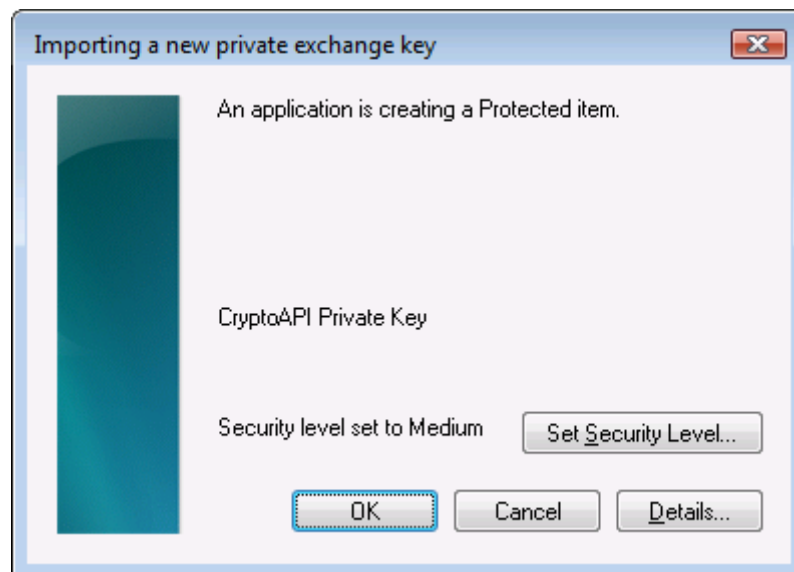 Importing a new private exchange key
An application is creating a Protected item.
CryptoAPI Private Key
Security level set to Medium
Set Security Level...
OK
Cancel
Details...